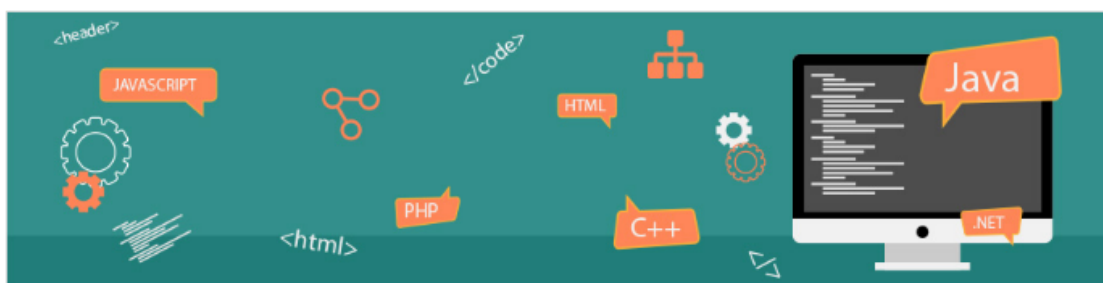 <header>
JAVASCRIPT
</code>
HTML
Java
PHP
C++
.NET
<html>
</>